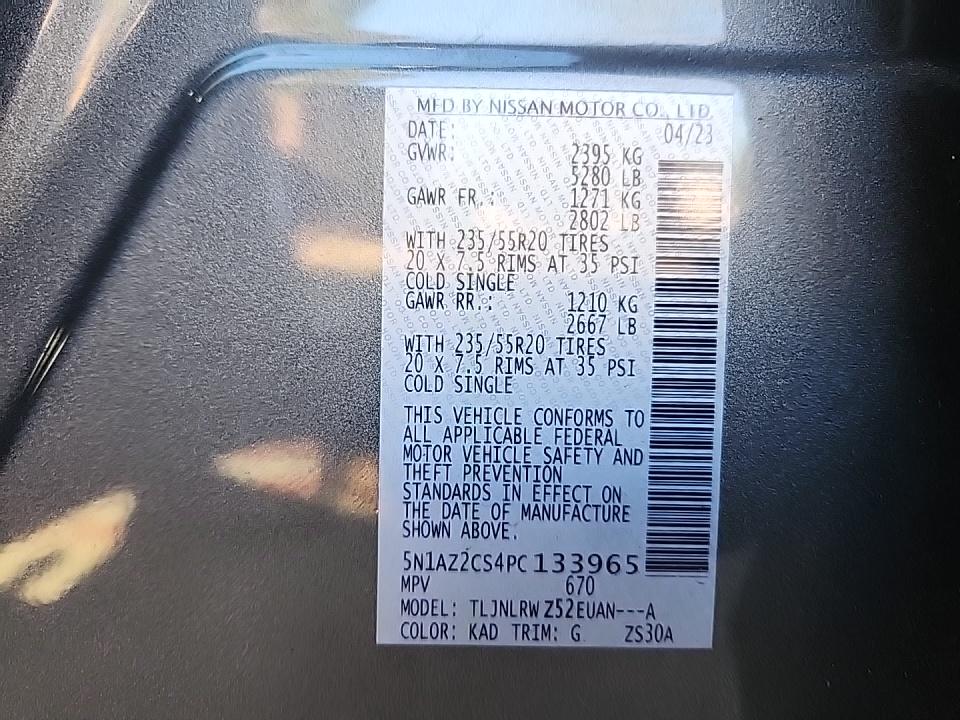 MFD BY NISSAN MOTOR CO., LTD.
DATE: 04/23
GVWR: 2395 KG
5280 LB
GAWR FR.: 1271 KG
2802 LB
WITH 235/55R20 TIRES
20 X 7.5 RIMS AT 35 PSI
COLD SINGLE
GAWR RR.: 1210 KG
2667 LB
WITH 235/55R20 TIRES
20 X 7.5 RIMS AT 35 PSI
COLD SINGLE
THIS VEHICLE CONFORMS TO
ALL APPLICABLE FEDERAL
MOTOR VEHICLE SAFETY AND
THEFT PREVENTION
STANDARDS IN EFFECT ON
THE DATE OF MANUFACTURE
SHOWN ABOVE.
5N1AZ2CS4PC133965
MPV 670
MODEL: TLJNLRW Z52EUAN---A
COLOR: KAD TRIM: G ZS30A